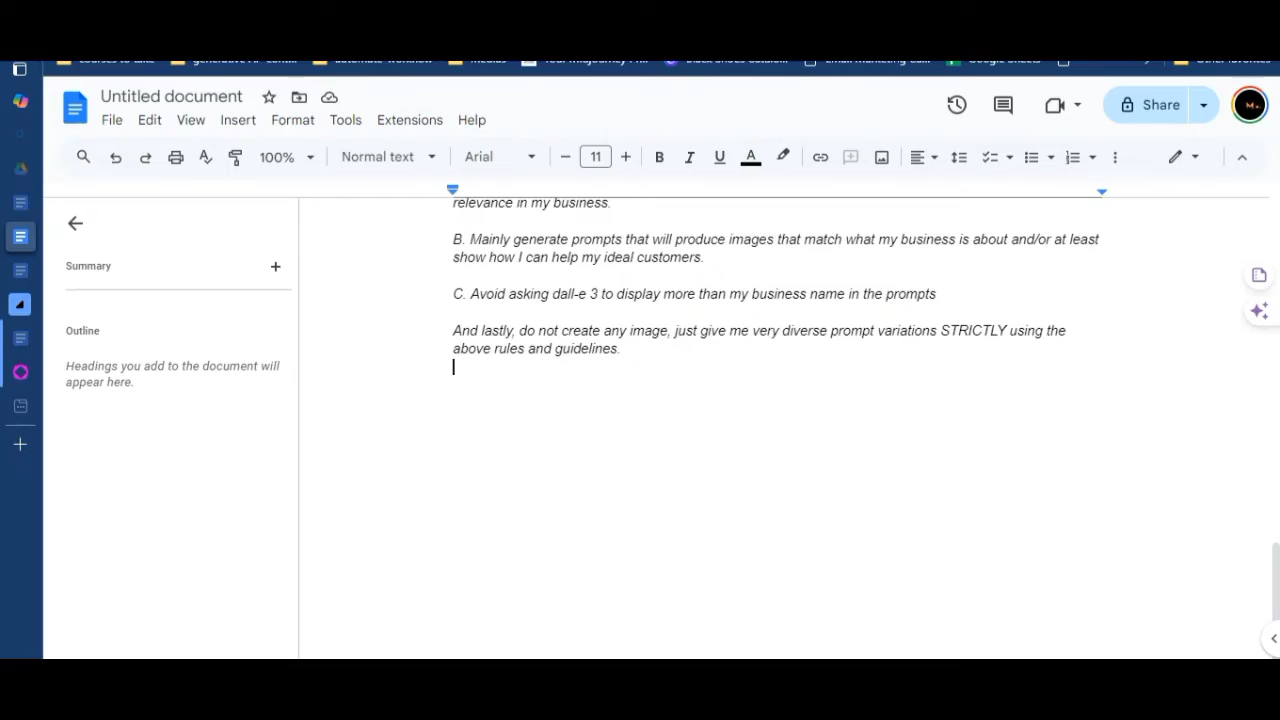 Untitled document
File Edit View Insert Format Tools Extensions Help
Share
100% Normal text Arial 11
relevance in my business.
B. Mainly generate prompts that will produce images that match what my business is about and/or at least
show how I can help my ideal customers.
C. Avoid asking dall-e 3 to display more than my business name in the prompts
And lastly, do not create any image, just give me very diverse prompt variations STRICTLY using the
above rules and guidelines.
Summary
Outline
Headings you add to the document will
appear here.